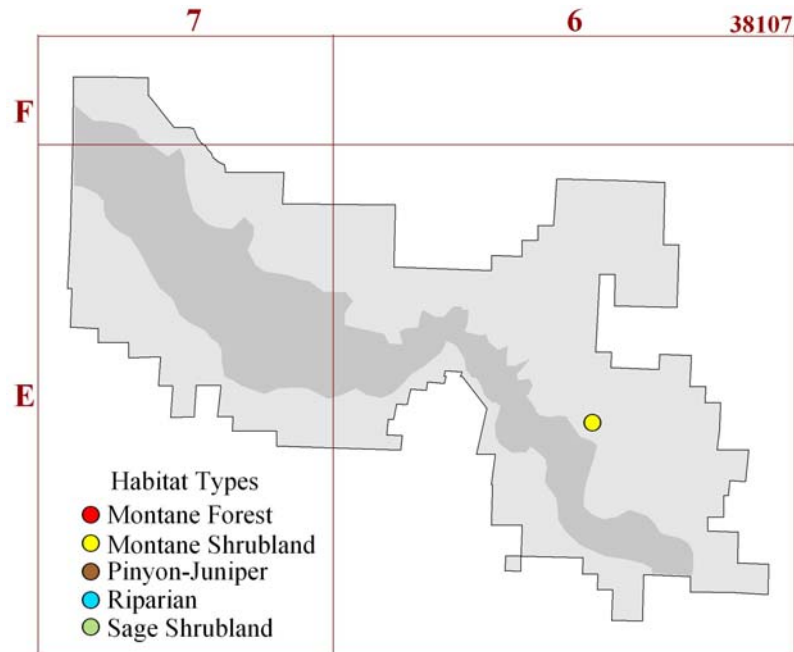 7 6 38107
F
E
Habitat Types
Montane Forest
Montane Shrubland
Pinyon-Juniper
Riparian
Sage Shrubland